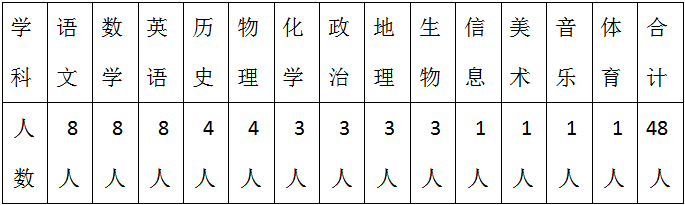 学科 语文 数学 英语 历史 物理 化学 政治 地理 生物 信息 美术 音乐 体育 合计
人数 8人 8人 8人 4人 4人 3人 3人 3人 3人 1人 1人 1人 1人 48人